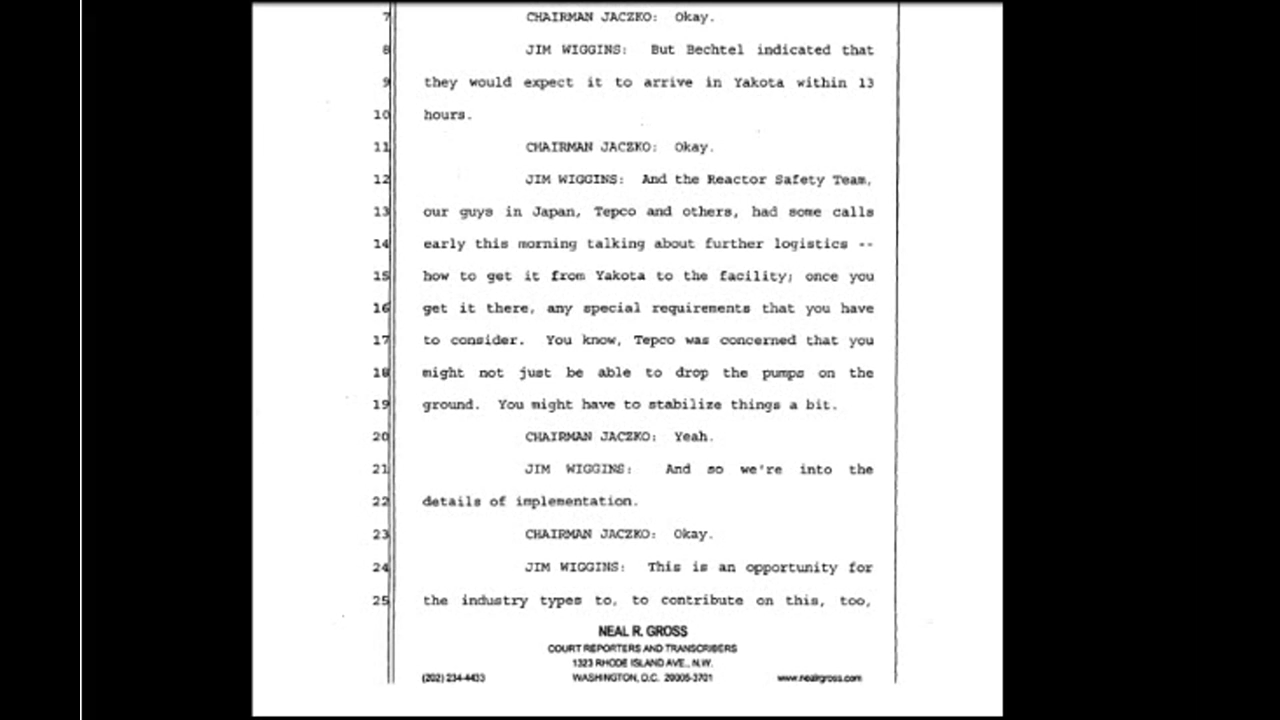 7 CHAIRMAN JACZKO: Okay.
8 JIM WIGGINS: But Bechtel indicated that
9 they would expect it to arrive in Yakota within 13
10 hours.
11 CHAIRMAN JACZKO: Okay.
12 JIM WIGGINS: And the Reactor Safety Team,
13 our guys in Japan, Tepco and others, had some calls
14 early this morning talking about further logistics --
15 how to get it from Yakota to the facility; once you
16 get it there, any special requirements that you have
17 to consider. You know, Tepco was concerned that you
18 might not just be able to drop the pumps on the
19 ground. You might have to stabilize things a bit.
20 CHAIRMAN JACZKO: Yeah.
21 JIM WIGGINS: And so we're into the
22 details of implementation.
23 CHAIRMAN JACZKO: Okay.
24 JIM WIGGINS: This is an opportunity for
25 the industry types to, to contribute on this, too,
NEAL R. GROSS
COURT REPORTERS AND TRANSCRIBERS
1323 RHODE ISLAND AVE., N.W.
(202) 234-4433 WASHINGTON, D.C. 20005-3701 www.nealrgross.com